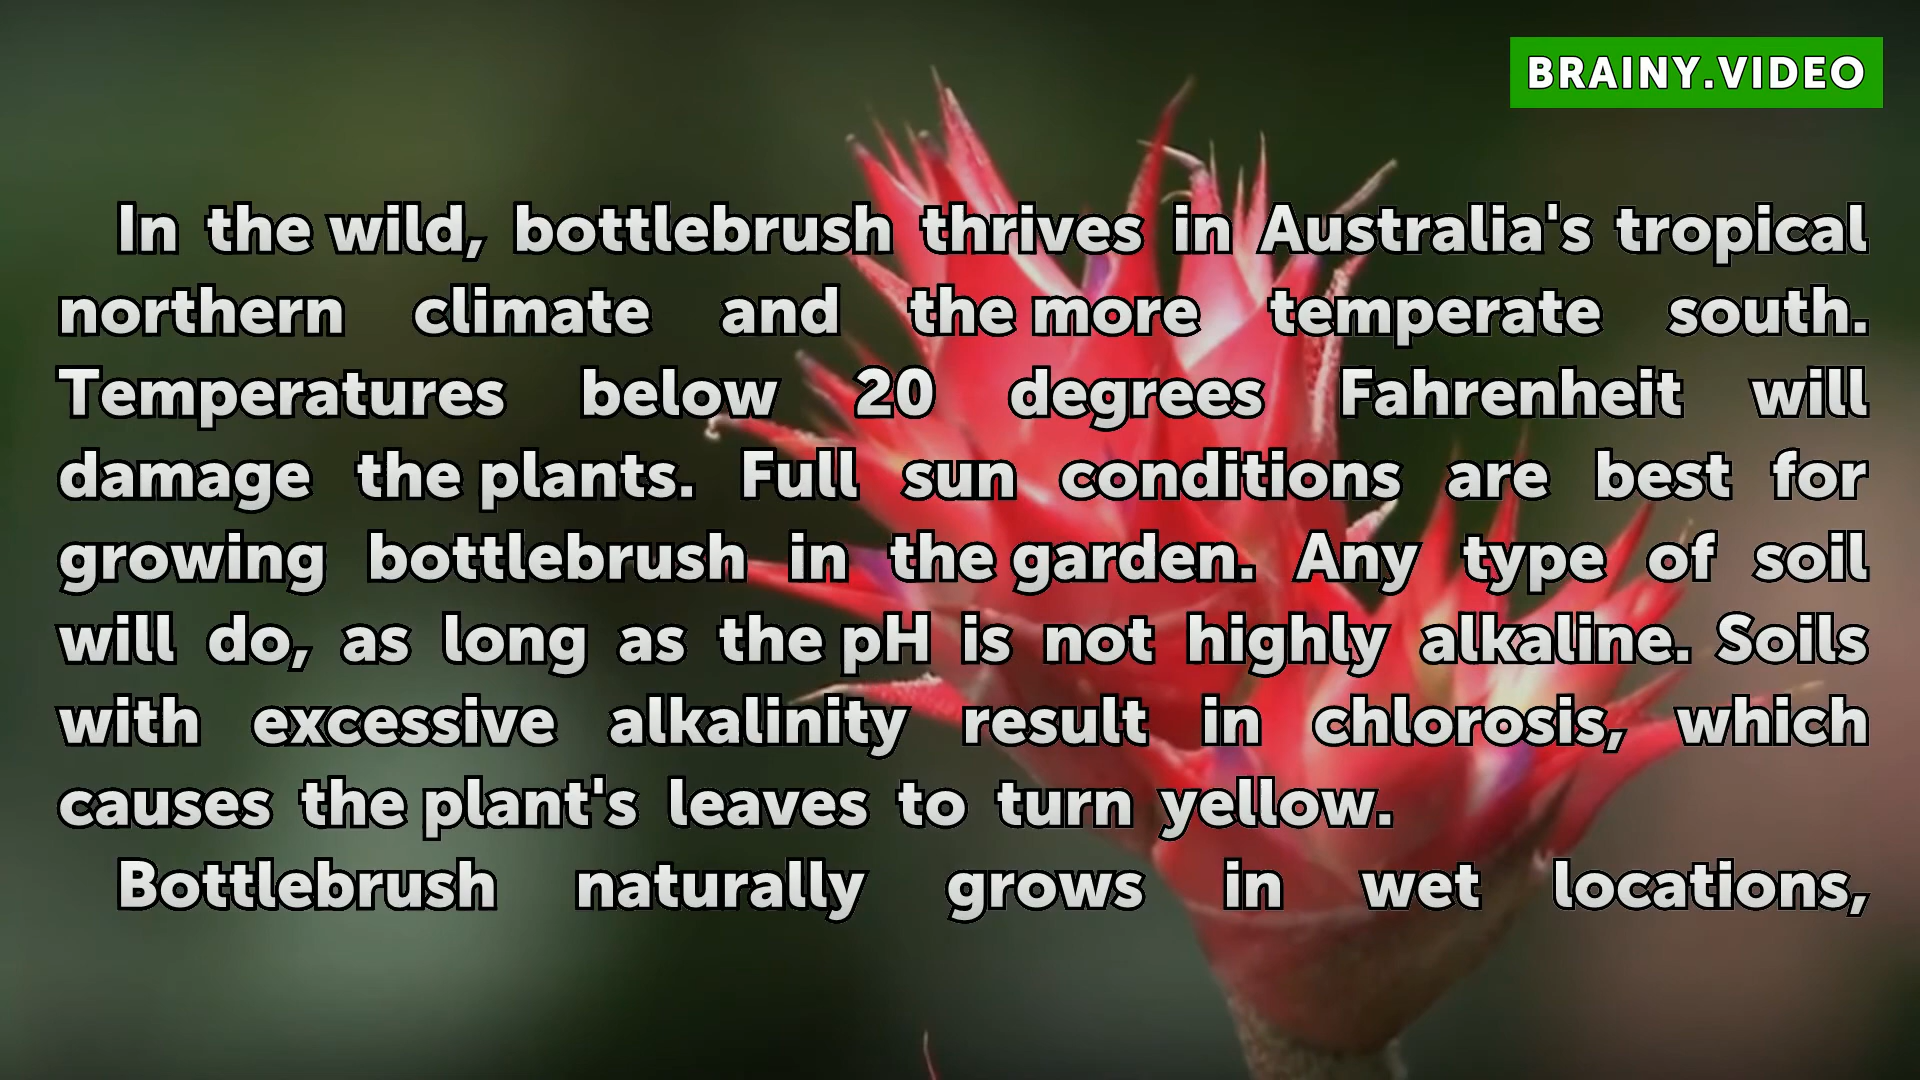 BRAINY.VIDEO
In the wild, bottlebrush thrives in Australia's tropical
northern climate and the more temperate south.
Temperatures below 20 degrees Fahrenheit will
damage the plants. Full sun conditions are best for
growing bottlebrush in the garden. Any type of soil
will do, as long as the pH is not highly alkaline. Soils
with excessive alkalinity result in chlorosis, which
causes the plant's leaves to turn yellow.
Bottlebrush naturally grows in wet locations,